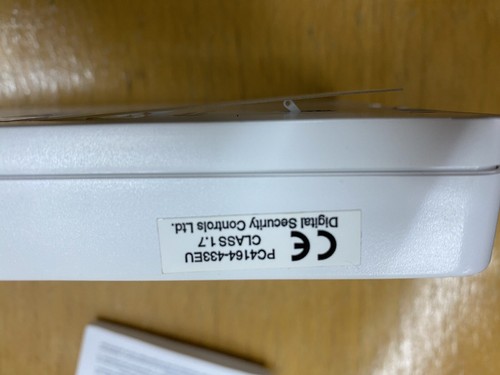 PC4164-433EU
CLASS 1.7
CE
Digital Security Controls Ltd.